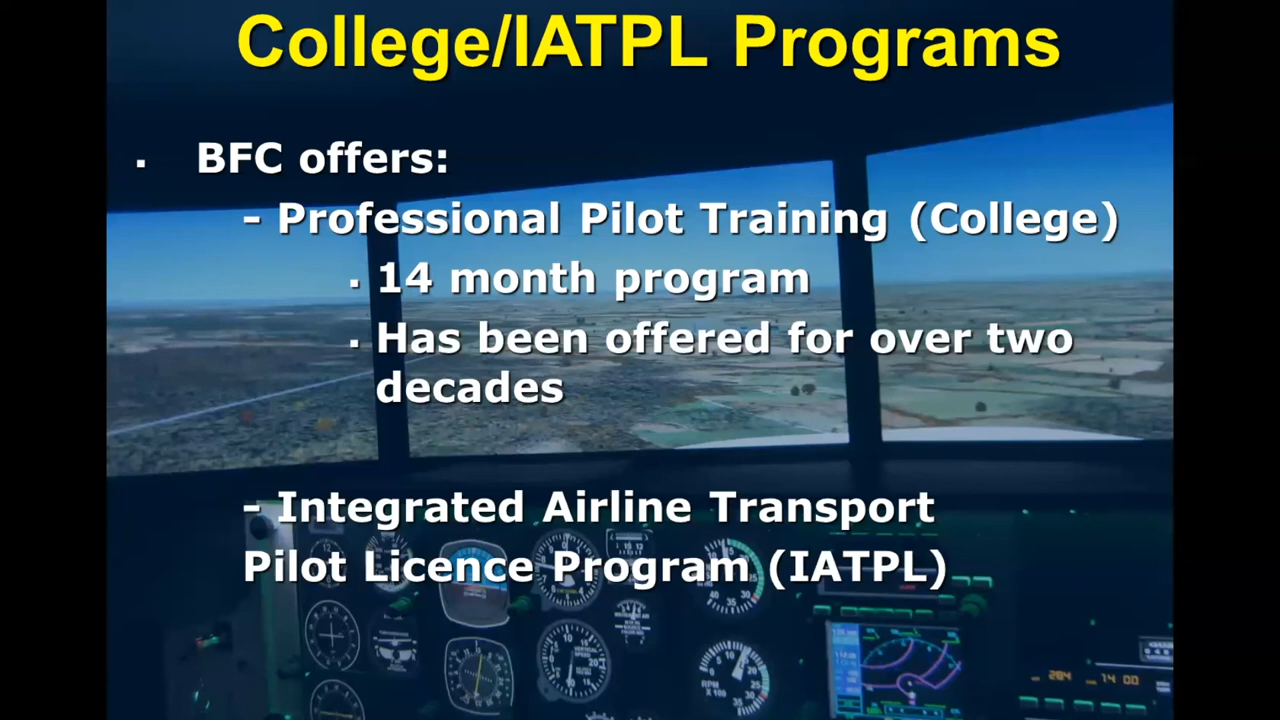 College/IATPL Programs
▪ BFC offers:
- Professional Pilot Training (College)
▪ 14 month program
▪ Has been offered for over two
decades
- Integrated Airline Transport
Pilot Licence Program (IATPL)